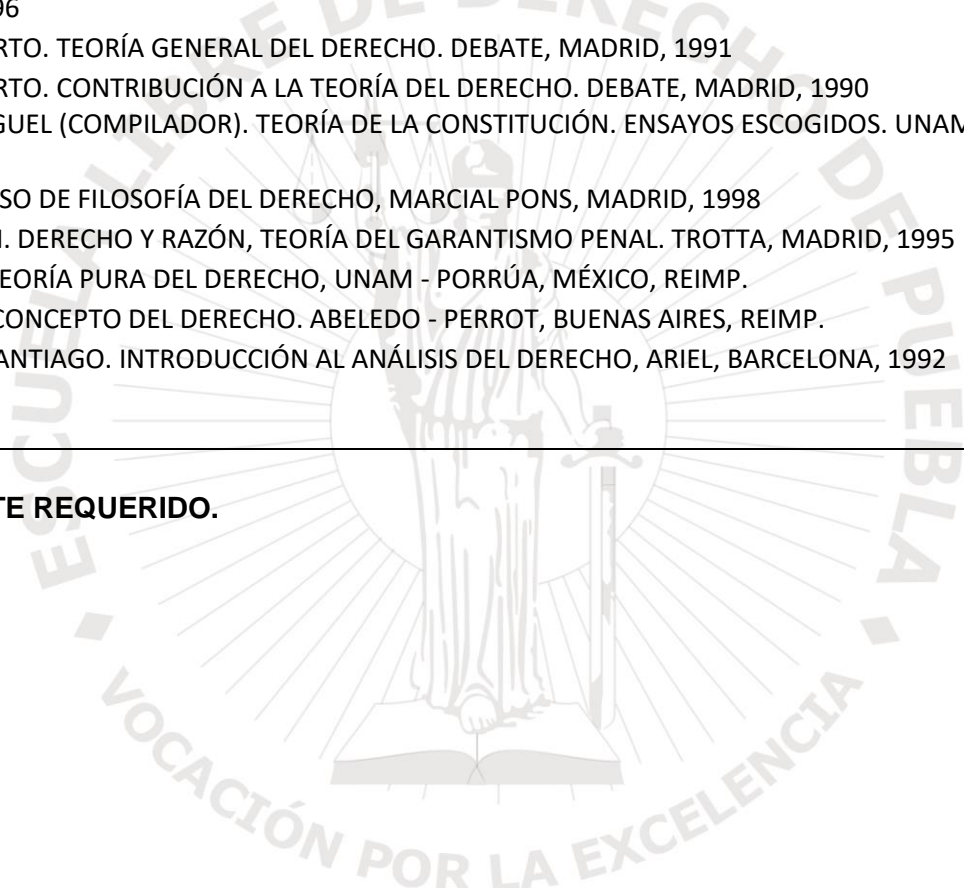 96
RTO. TEORÍA GENERAL DEL DERECHO. DEBATE, MADRID, 1991
RTO. CONTRIBUCIÓN A LA TEORÍA DEL DERECHO. DEBATE, MADRID, 1990
GUEL (COMPILADOR). TEORÍA DE LA CONSTITUCIÓN. ENSAYOS ESCOGIDOS. UNAM
SO DE FILOSOFÍA DEL DERECHO, MARCIAL PONS, MADRID, 1998
I. DERECHO Y RAZÓN, TEORÍA DEL GARANTISMO PENAL. TROTTA, MADRID, 1995
EORÍA PURA DEL DERECHO, UNAM - PORRÚA, MÉXICO, REIMP.
CONCEPTO DEL DERECHO. ABELEDO - PERROT, BUENAS AIRES, REIMP.
ANTIAGO. INTRODUCCIÓN AL ANÁLISIS DEL DERECHO, ARIEL, BARCELONA, 1992
TE REQUERIDO.
ESCUELA LIBRE DE DERECHO DE PUEBLA
VOCACIÓN POR LA EXCELENCIA